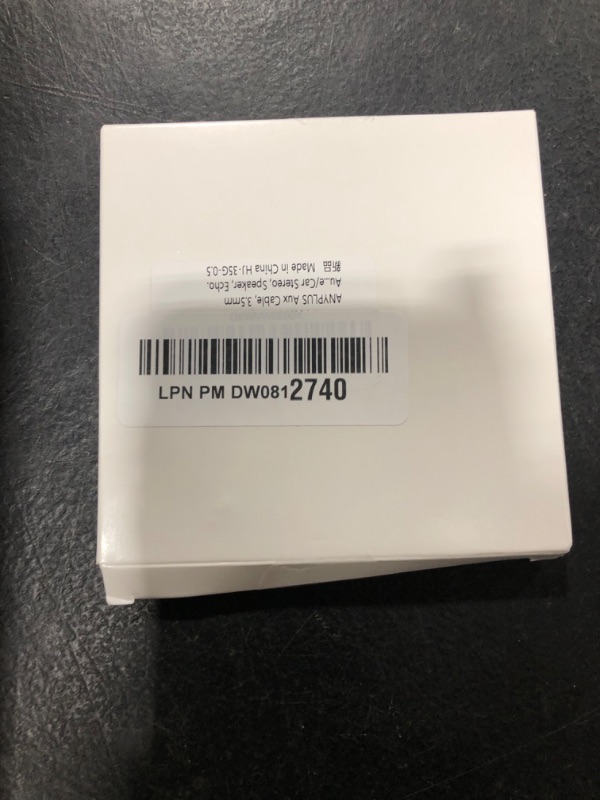 ANYPLUS Aux Cable, 3.5mm
Au...e/Car Stereo, Speaker, Echo.
新品 Made in China HJ-35G-0.5
LPN PM DW0812740